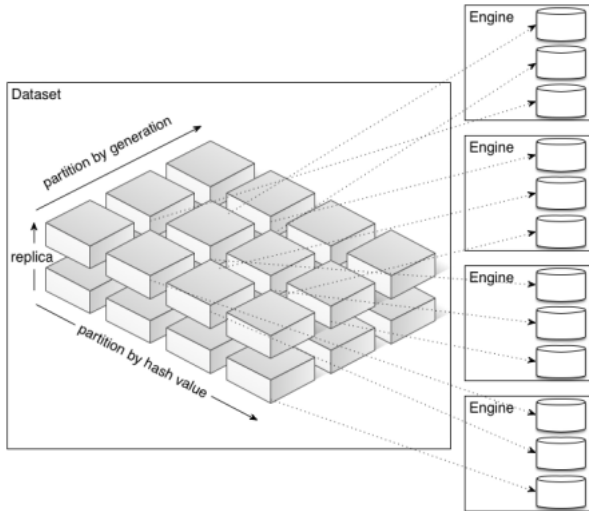 Dataset
partition by generation
replica
partition by hash value
Engine
Engine
Engine
Engine